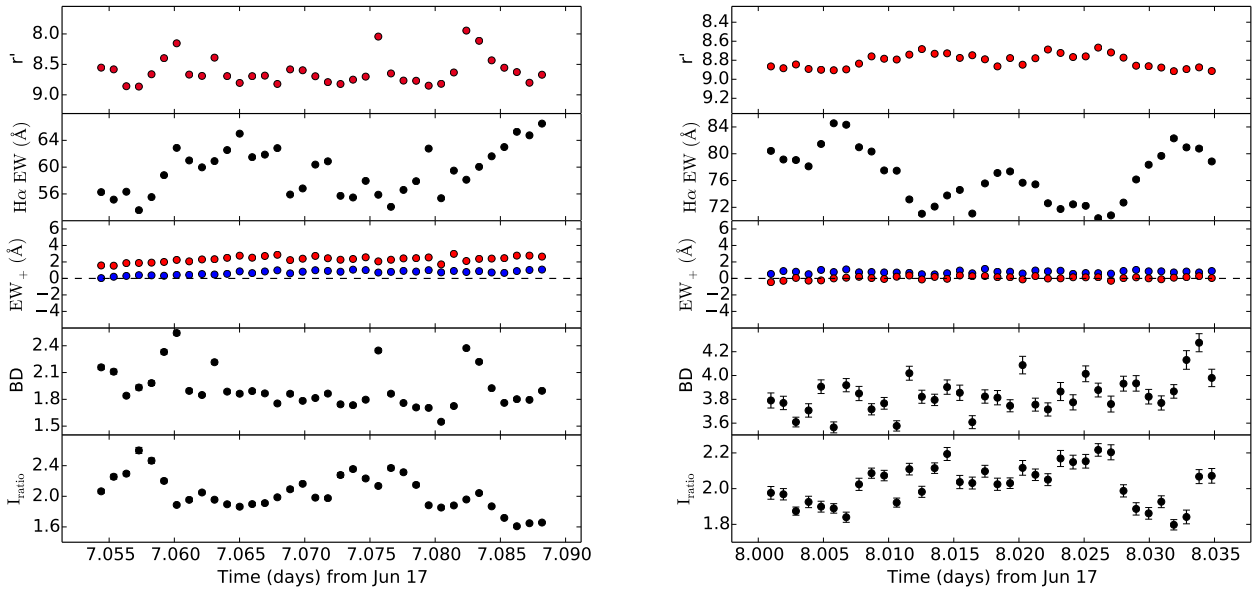 8.0
8.5
9.0
r'
64
60
56
Hα EW (Å)
6
4
2
0
−2
−4
EW₊ (Å)
2.4
2.1
1.8
1.5
BD
2.4
2.0
1.6
I_ratio
7.055 7.060 7.065 7.070 7.075 7.080 7.085 7.090
Time (days) from Jun 17
8.4
8.6
8.8
9.0
9.2
r'
84
80
76
72
Hα EW (Å)
6
4
2
0
−2
−4
EW₊ (Å)
4.2
4.0
3.8
3.6
BD
2.2
2.0
1.8
I_ratio
8.000 8.005 8.010 8.015 8.020 8.025 8.030 8.035
Time (days) from Jun 17